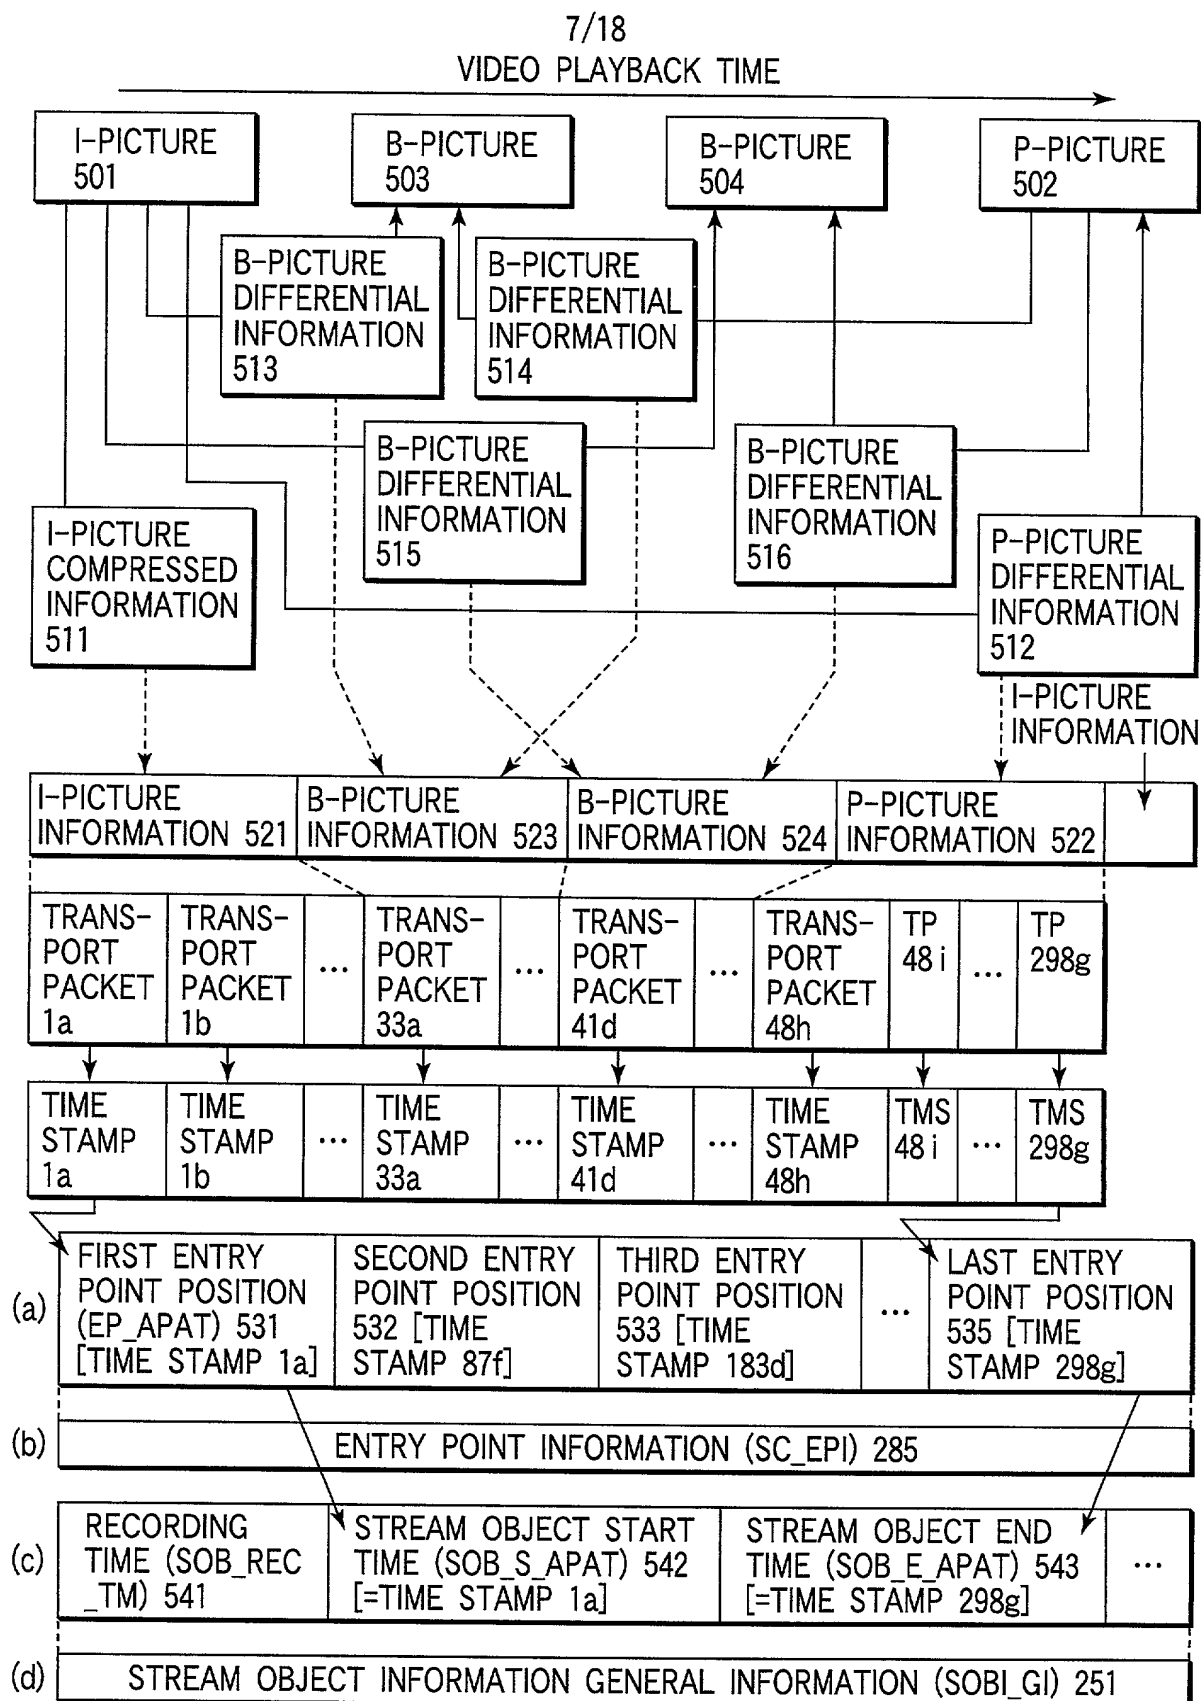 7/18
VIDEO PLAYBACK TIME
I-PICTURE
501
B-PICTURE
503
B-PICTURE
504
P-PICTURE
502
B-PICTURE
DIFFERENTIAL
INFORMATION
513
B-PICTURE
DIFFERENTIAL
INFORMATION
514
B-PICTURE
DIFFERENTIAL
INFORMATION
515
B-PICTURE
DIFFERENTIAL
INFORMATION
516
I-PICTURE
COMPRESSED
INFORMATION
511
P-PICTURE
DIFFERENTIAL
INFORMATION
512
I-PICTURE
INFORMATION
I-PICTURE
INFORMATION 521
B-PICTURE
INFORMATION 523
B-PICTURE
INFORMATION 524
P-PICTURE
INFORMATION 522
TRANS-
PORT
PACKET
1a
TRANS-
PORT
PACKET
1b
...
TRANS-
PORT
PACKET
33a
...
TRANS-
PORT
PACKET
41d
...
TRANS-
PORT
PACKET
48h
TP
48i
...
TP
298g
TIME
STAMP
1a
TIME
STAMP
1b
...
TIME
STAMP
33a
...
TIME
STAMP
41d
...
TIME
STAMP
48h
TMS
48i
...
TMS
298g
(a)
FIRST ENTRY
POINT POSITION
(EP_APAT) 531
[TIME STAMP 1a]
SECOND ENTRY
POINT POSITION
532 [TIME
STAMP 87f]
THIRD ENTRY
POINT POSITION
533 [TIME
STAMP 183d]
...
LAST ENTRY
POINT POSITION
535 [TIME
STAMP 298g]
(b)
ENTRY POINT INFORMATION (SC_EPI) 285
(c)
RECORDING
TIME (SOB_REC
_TM) 541
STREAM OBJECT START
TIME (SOB_S_APAT) 542
[=TIME STAMP 1a]
STREAM OBJECT END
TIME (SOB_E_APAT) 543
[=TIME STAMP 298g]
...
(d)
STREAM OBJECT INFORMATION GENERAL INFORMATION (SOBI_GI) 251